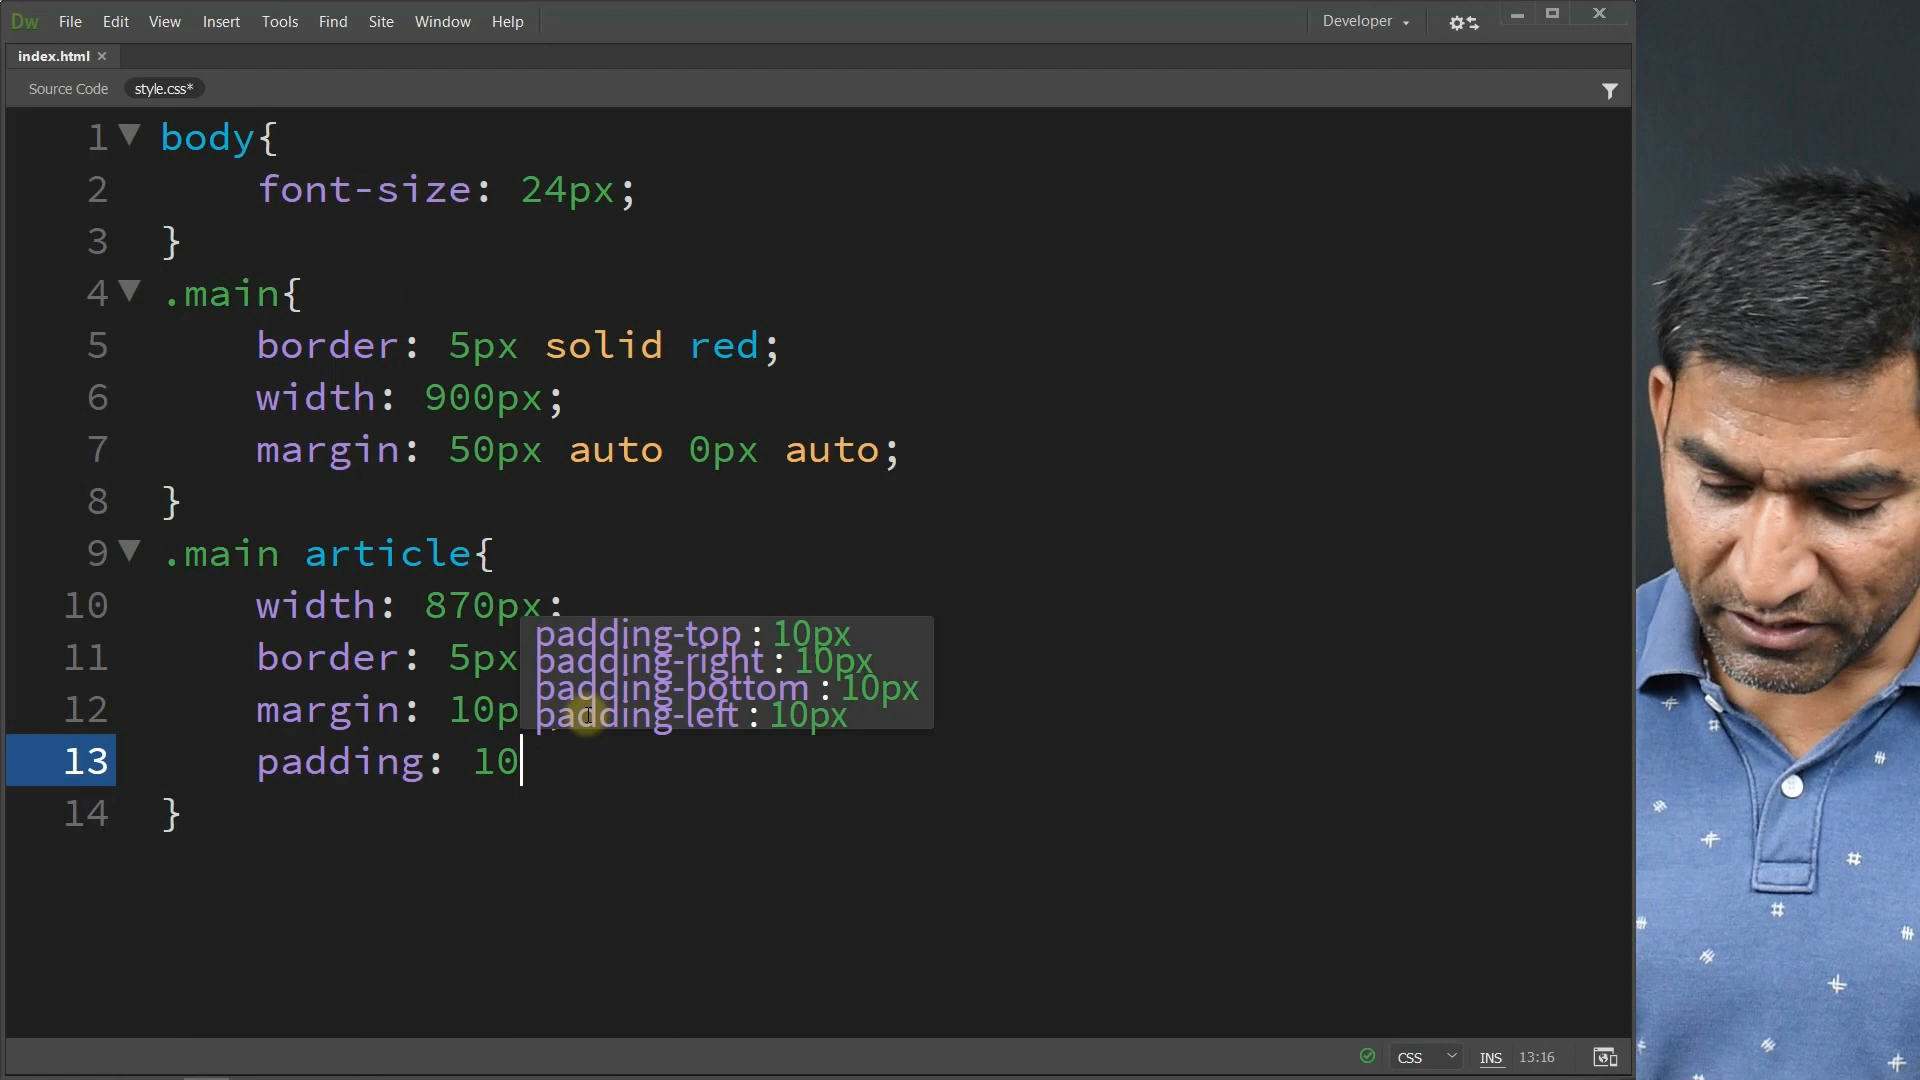 Dw File Edit View Insert Tools Find Site Window Help Developer
index.html ×
Source Code style.css*
1 body{
2 font-size: 24px;
3 }
4 .main{
5 border: 5px solid red;
6 width: 900px;
7 margin: 50px auto 0px auto;
8 }
9 .main article{
10 width: 870px;
11 border: 5px
12 margin: 10p
13 padding: 10
14 }
padding-top : 10px
padding-right : 10px
padding-bottom : 10px
padding-left : 10px
CSS INS 13:16